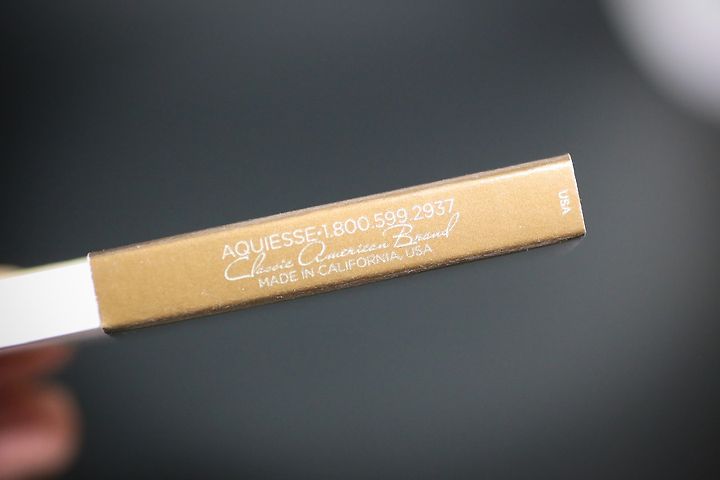 AQUIESSE•1.800.599.2937
Classic American Brand
MADE IN CALIFORNIA, USA
USA